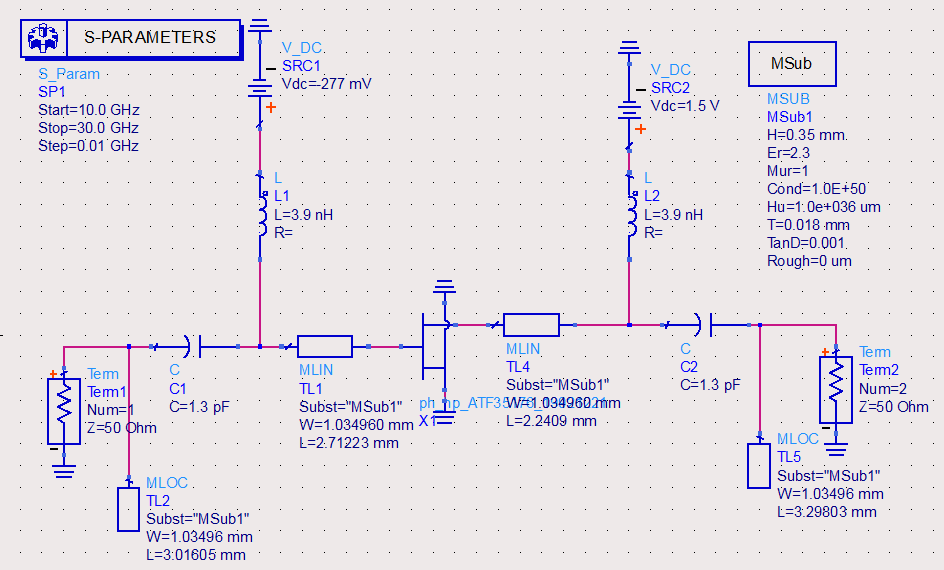 S-PARAMETERS
S_Param
SP1
Start=10.0 GHz
Stop=30.0 GHz
Step=0.01 GHz
V_DC
SRC1
Vdc=-277 mV
V_DC
SRC2
Vdc=1.5 V
MSub
MSUB
MSub1
H=0.35 mm
Er=2.3
Mur=1
Cond=1.0E+50
Hu=1.0e+036 um
T=0.018 mm
TanD=0.001
Rough=0 um
L
L1
L=3.9 nH
R=
L
L2
L=3.9 nH
R=
Term
Term1
Num=1
Z=50 Ohm
C
C1
C=1.3 pF
MLIN
TL1
Subst="MSub1"
W=1.034960 mm
L=2.71223 mm
X1
MLIN
TL4
Subst="MSub1"
W=1.034960 mm
L=2.2409 mm
C
C2
C=1.3 pF
Term
Term2
Num=2
Z=50 Ohm
MLOC
TL2
Subst="MSub1"
W=1.03496 mm
L=3.01605 mm
MLOC
TL5
Subst="MSub1"
W=1.03496 mm
L=3.29803 mm